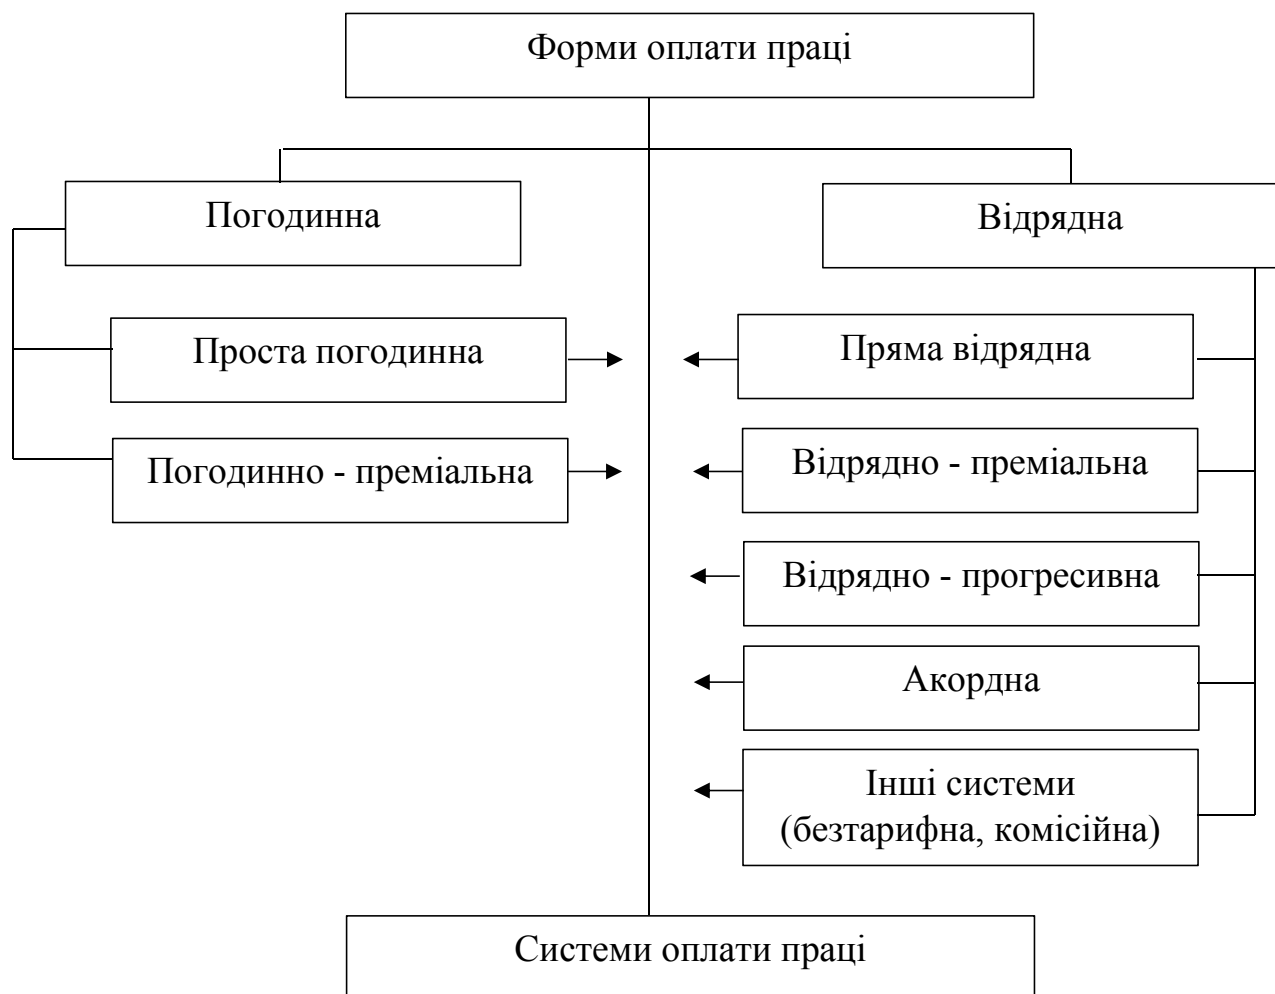 Форми оплати праці
Погодинна
Відрядна
Проста погодинна
Пряма відрядна
Погодинно - преміальна
Відрядно - преміальна
Відрядно - прогресивна
Акордна
Інші системи
(безтарифна, комісійна)
Системи оплати праці